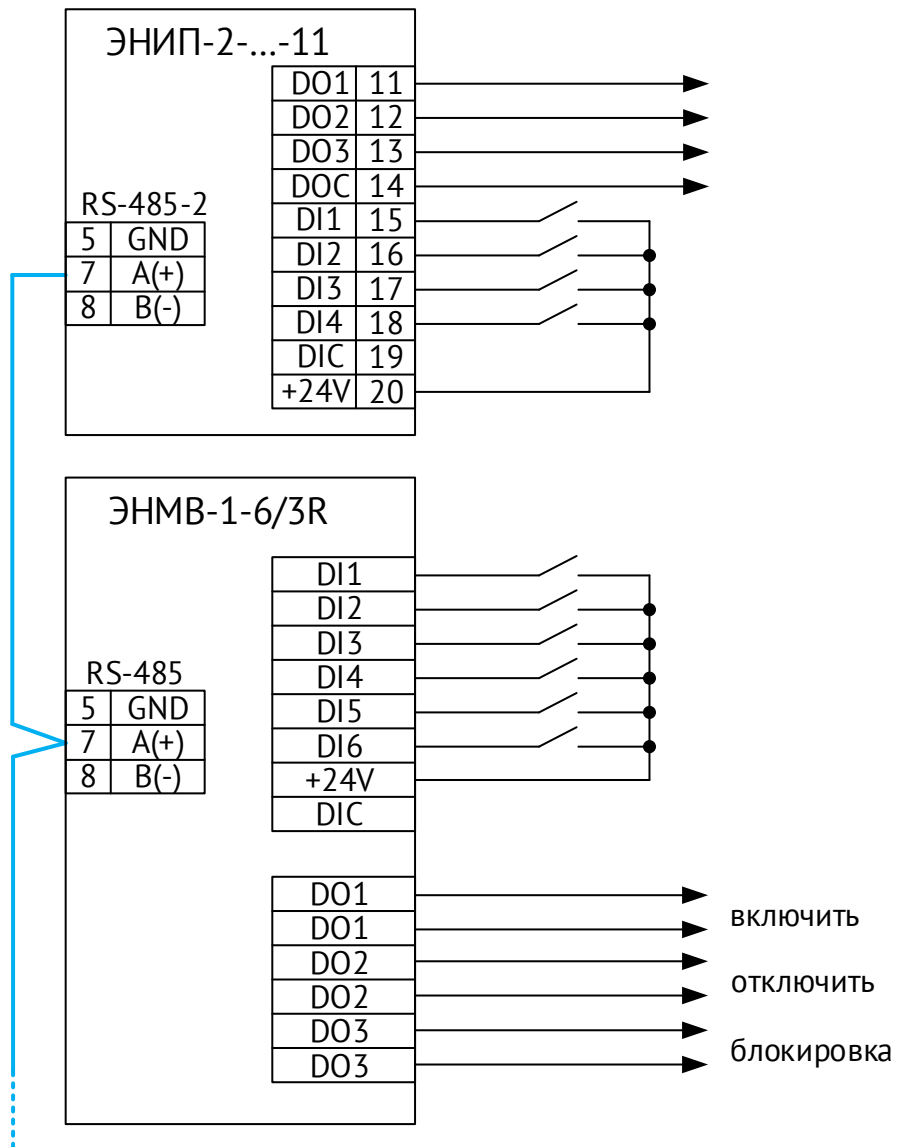 ЭНИП-2-...-11
DO1 11
DO2 12
DO3 13
DOC 14
RS-485-2
DI1 15
5 GND
DI2 16
7 A(+)
DI3 17
8 B(-)
DI4 18
DIC 19
+24V 20
ЭНМВ-1-6/3R
DI1
DI2
DI3
RS-485
DI4
5 GND
DI5
7 A(+)
DI6
8 B(-)
+24V
DIC
DO1
включить
DO1
DO2
отключить
DO2
DO3
блокировка
DO3